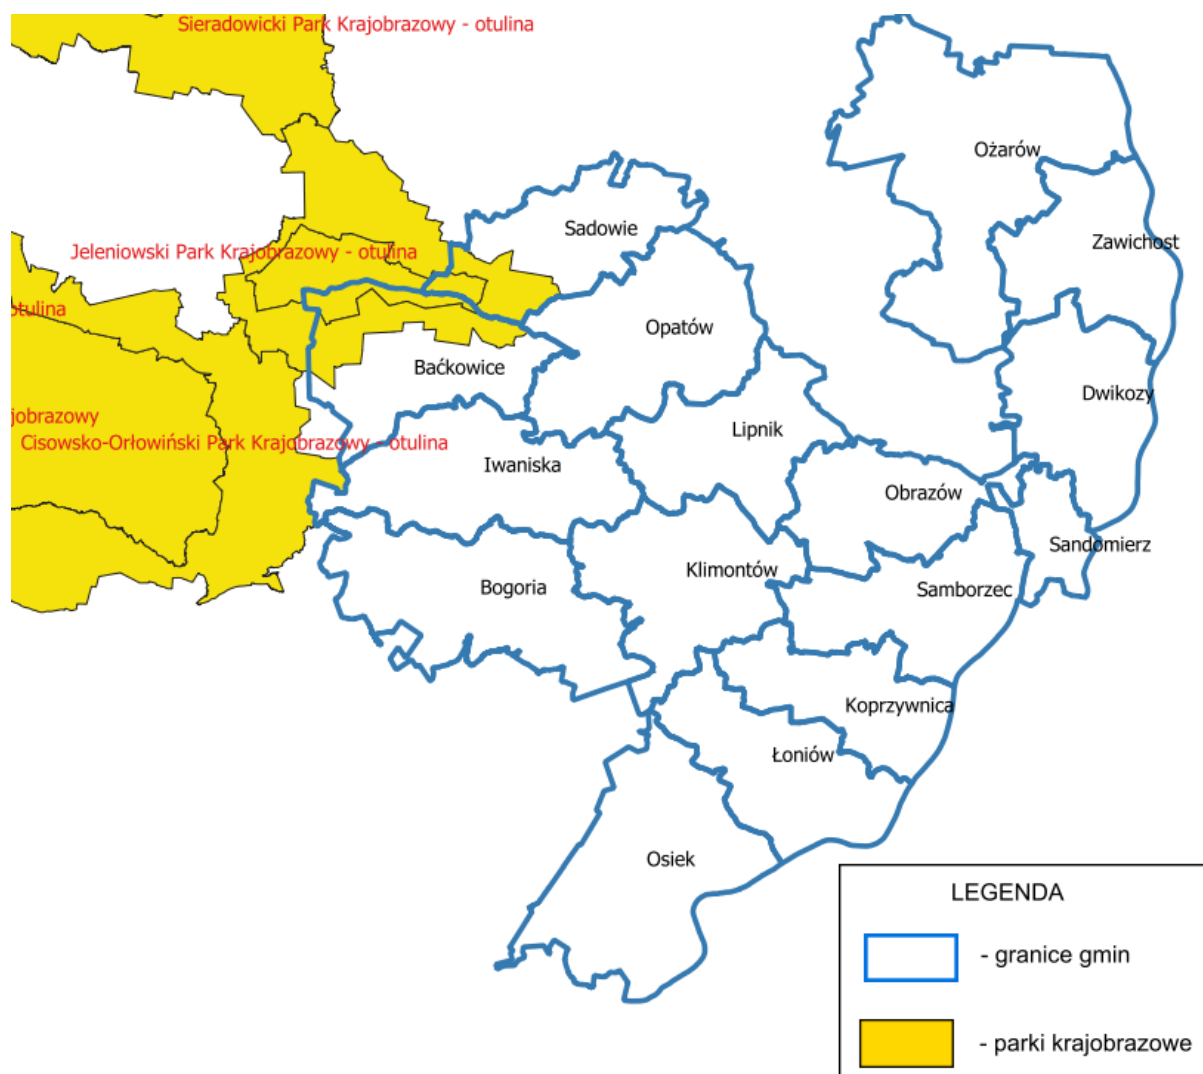 Sieradowicki Park Krajobrazowy - otulina
Ożarów
Sadowie
Zawichost
Jeleniowski Park Krajobrazowy - otulina
otulina
Opatów
Baćkowice
Dwikozy
ajobrazowy
Cisowsko-Orłowiński Park Krajobrazowy - otulina
Lipnik
Iwaniska
Obrazów
Sandomierz
Klimontów
Bogoria
Samborzec
Koprzywnica
Łoniów
Osiek
LEGENDA
- granice gmin
- parki krajobrazowe